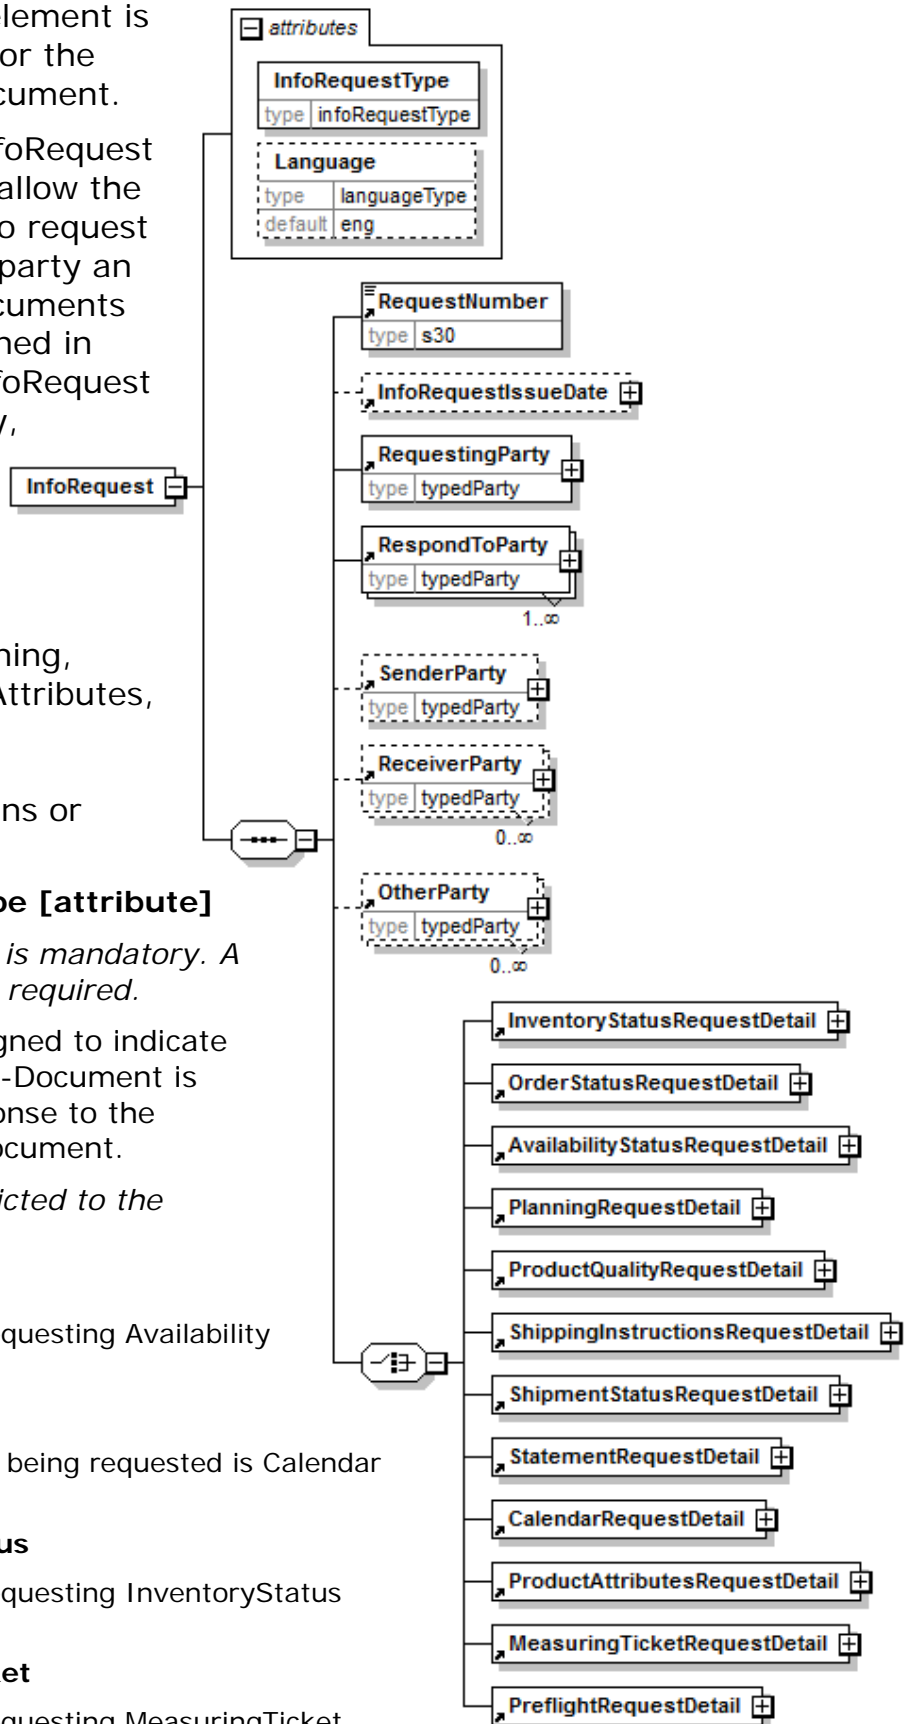 element is
or the
cument.
foRequest
allow the
o request
party an
cuments
ned in
foRequest
y,
ning,
Attributes,
ns or
pe [attribute]
is mandatory. A
required.
gned to indicate
-Document is
onse to the
ocument.
icted to the
questing Availability
being requested is Calendar
us
questing InventoryStatus
ket
questing MeasuringTicket
attributes
InfoRequestType
type infoRequestType
Language
type languageType
default eng
InfoRequest
RequestNumber
type s30
InfoRequestIssueDate
RequestingParty
type typedParty
RespondToParty
type typedParty
1..∞
SenderParty
type typedParty
ReceiverParty
type typedParty
0..∞
OtherParty
type typedParty
0..∞
InventoryStatusRequestDetail
OrderStatusRequestDetail
AvailabilityStatusRequestDetail
PlanningRequestDetail
ProductQualityRequestDetail
ShippingInstructionsRequestDetail
ShipmentStatusRequestDetail
StatementRequestDetail
CalendarRequestDetail
ProductAttributesRequestDetail
MeasuringTicketRequestDetail
PreflightRequestDetail